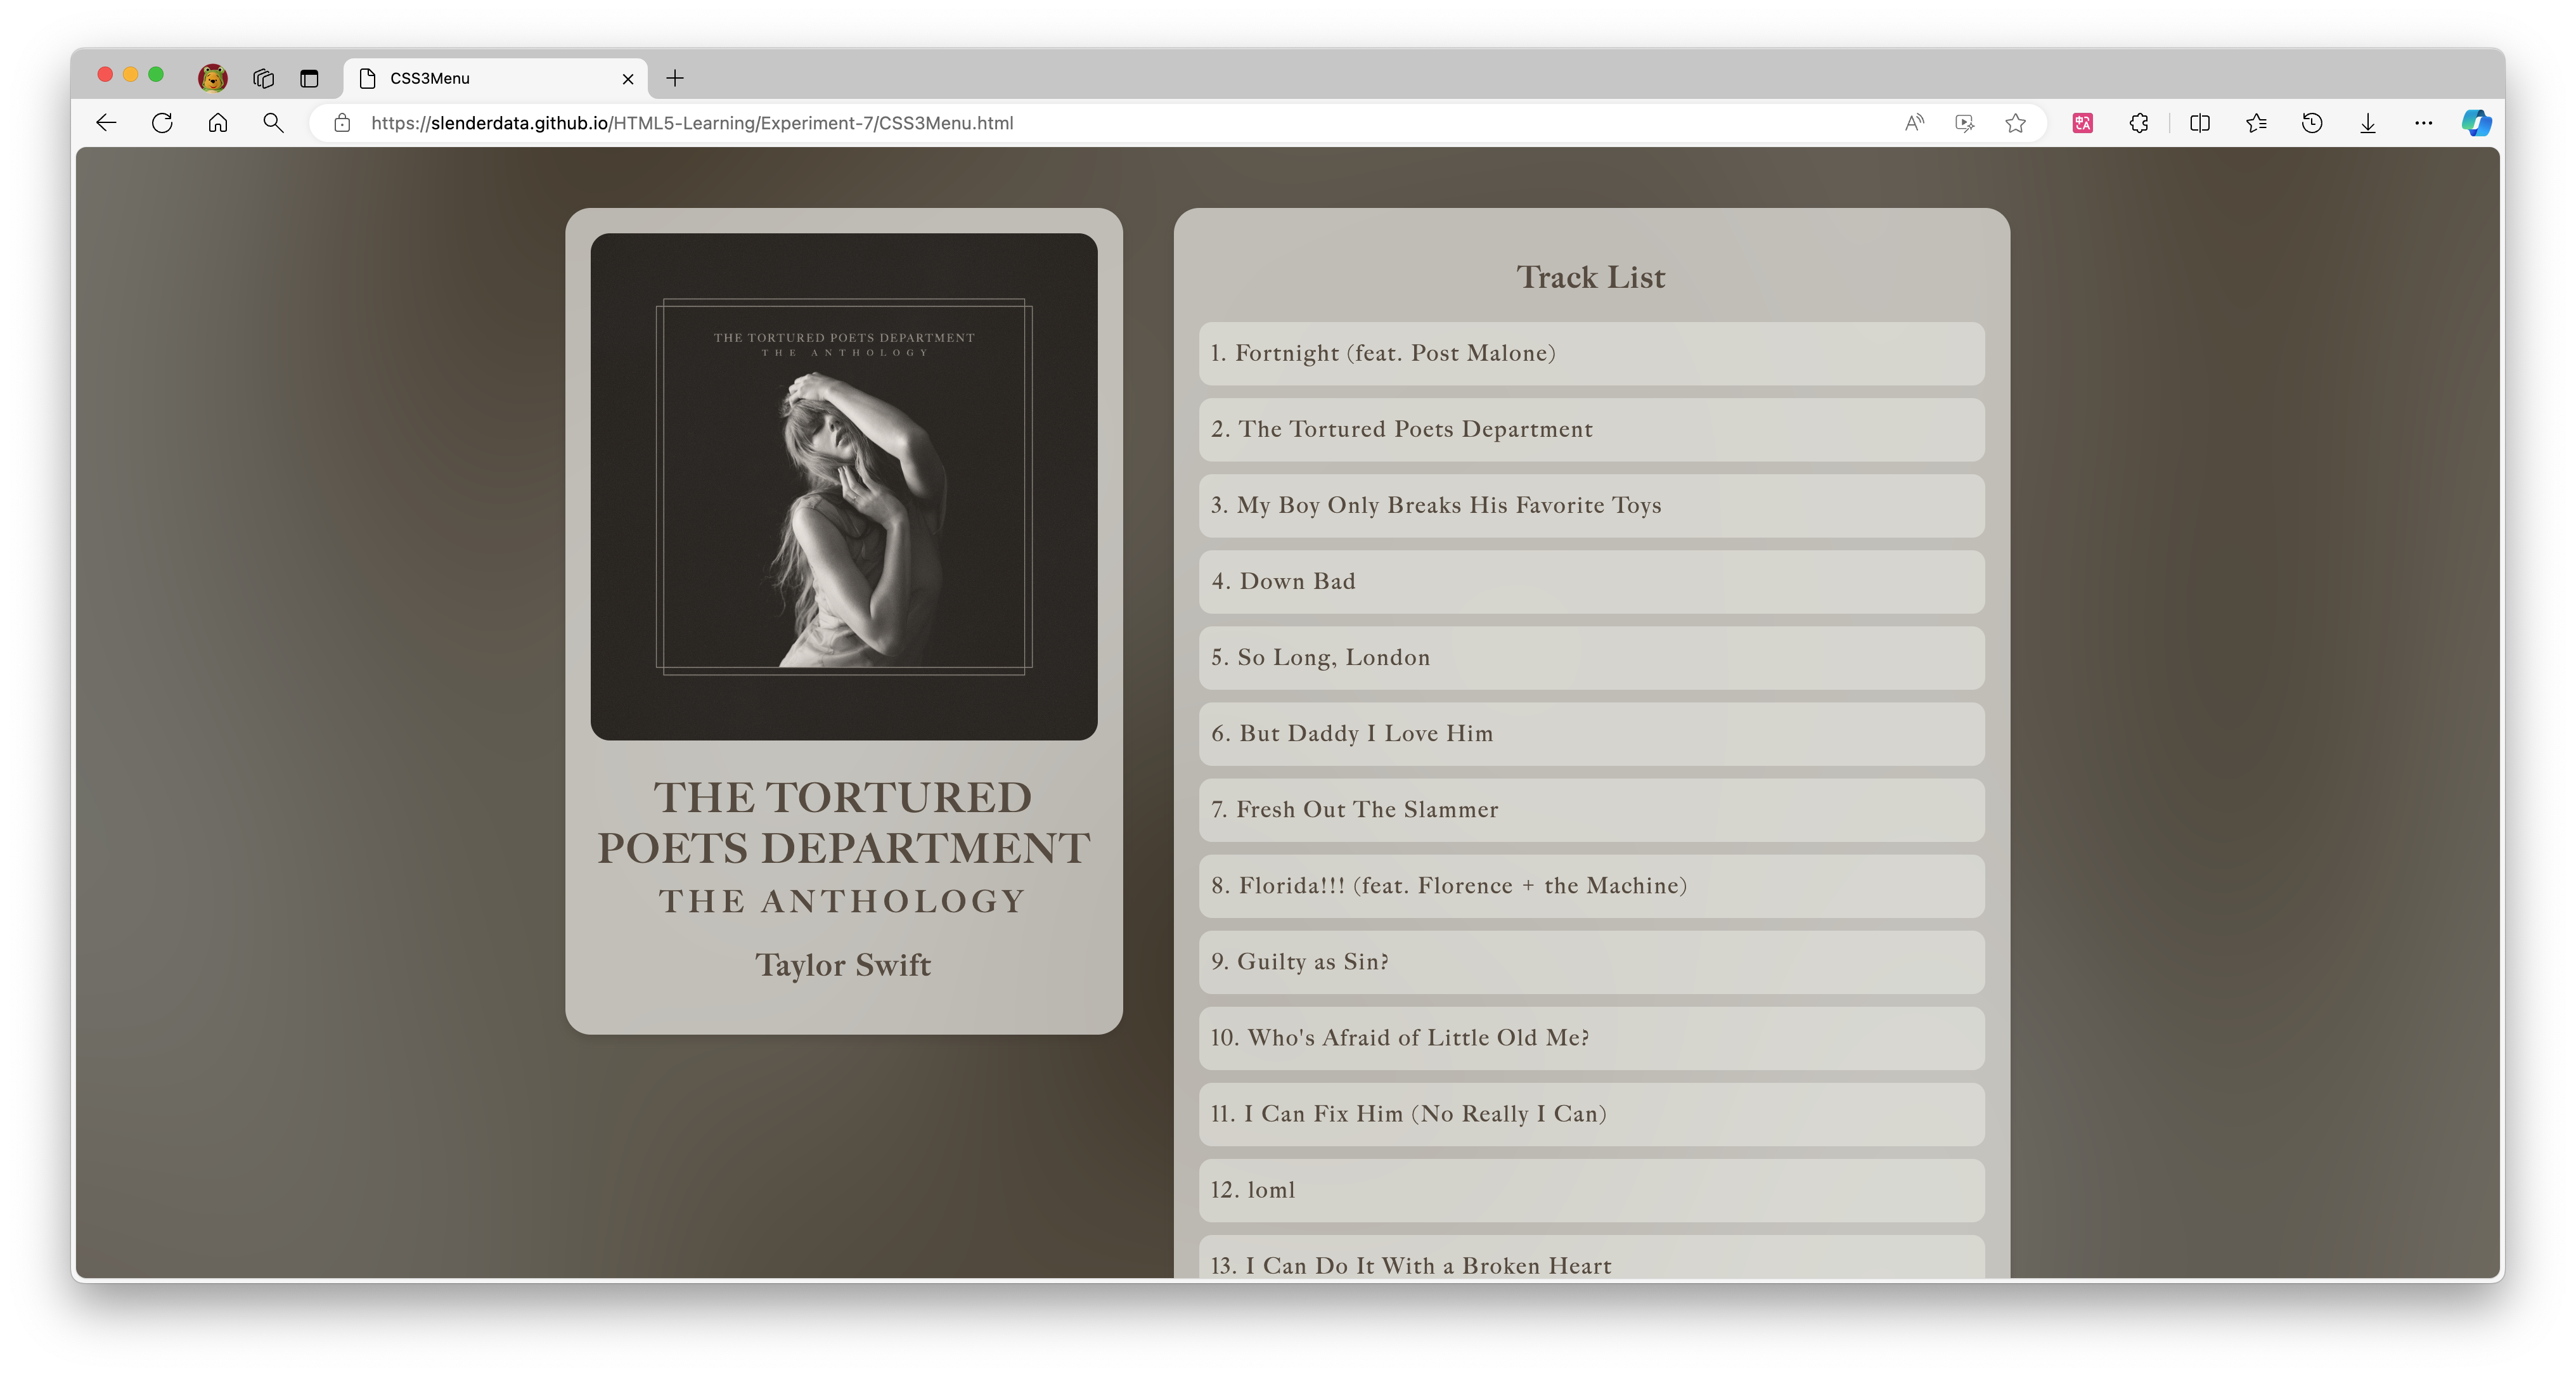 CSS3Menu
https://slenderdata.github.io/HTML5-Learning/Experiment-7/CSS3Menu.html
THE TORTURED POETS DEPARTMENT
THE ANTHOLOGY
THE TORTURED
POETS DEPARTMENT
THE ANTHOLOGY
Taylor Swift
Track List
1. Fortnight (feat. Post Malone)
2. The Tortured Poets Department
3. My Boy Only Breaks His Favorite Toys
4. Down Bad
5. So Long, London
6. But Daddy I Love Him
7. Fresh Out The Slammer
8. Florida!!! (feat. Florence + the Machine)
9. Guilty as Sin?
10. Who's Afraid of Little Old Me?
11. I Can Fix Him (No Really I Can)
12. loml
13. I Can Do It With a Broken Heart